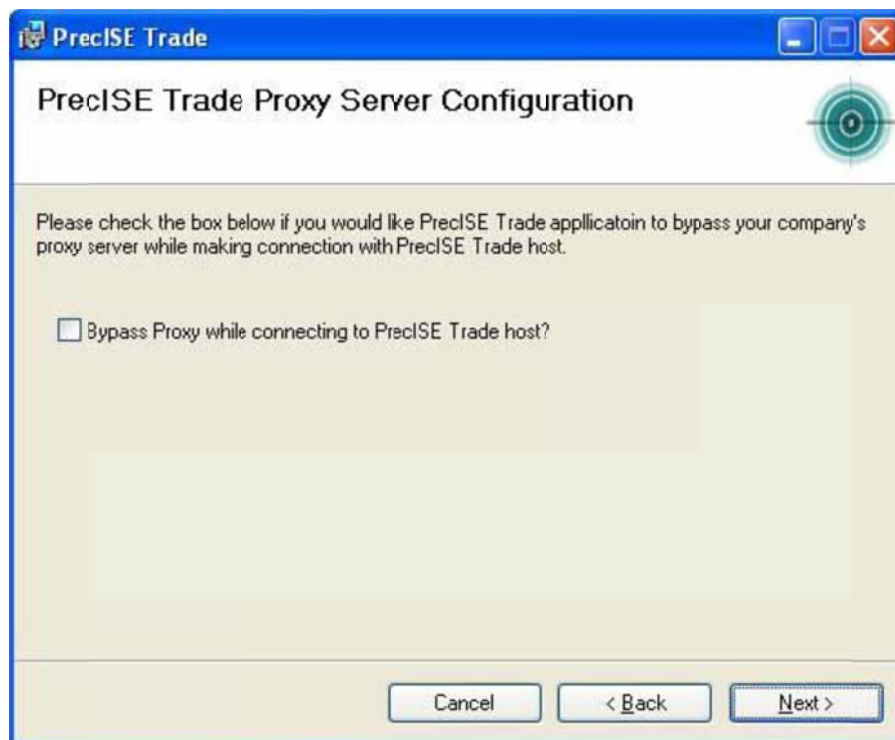 PrecISE Trade
PrecISE Trade Proxy Server Configuration
Please check the box below if you would like PrecISE Trade appllicatoin to bypass your company's
proxy server while making connection with PrecISE Trade host.
Bypass Proxy while connecting to PrecISE Trade host?
Cancel
< Back
Next >